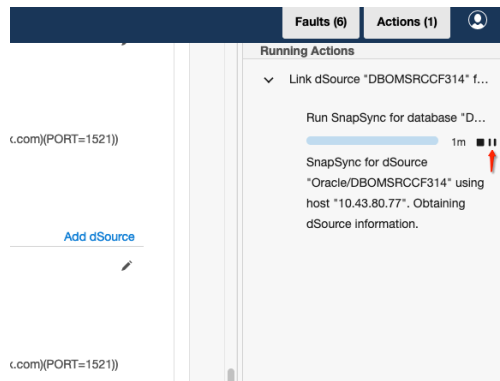 Faults (6)
Actions (1)
Running Actions
Link dSource "DBOMSRCCF314" f...
Run SnapSync for database "D...
1m
SnapSync for dSource
"Oracle/DBOMSRCCF314" using
host "10.43.80.77". Obtaining
dSource information.
x.com)(PORT=1521))
Add dSource
x.com)(PORT=1521))